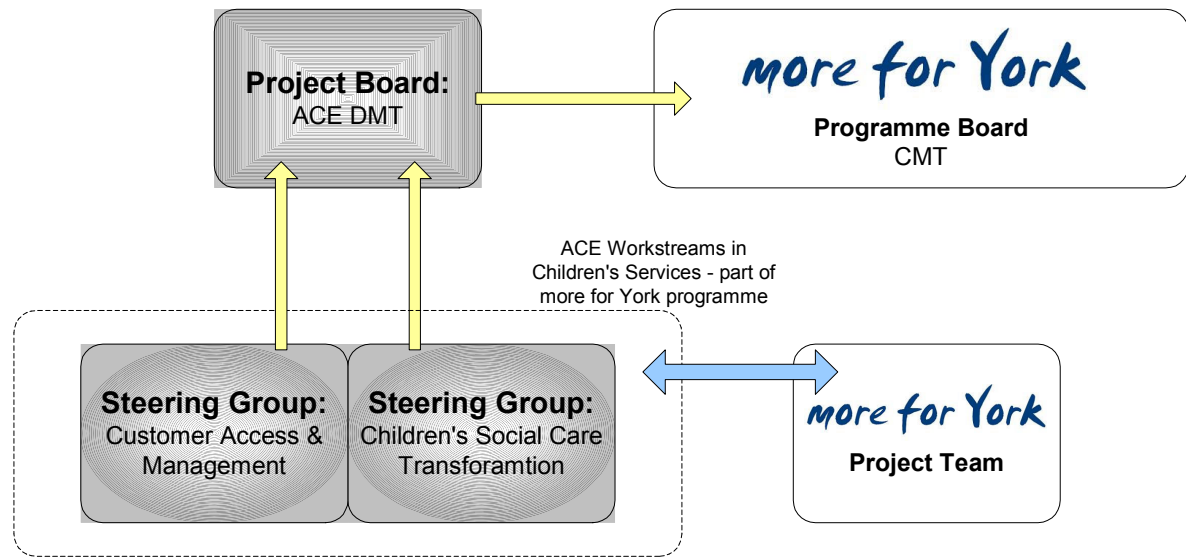 Project Board:
ACE DMT
more for York
Programme Board
CMT
ACE Workstreams in
Children's Services - part of
more for York programme
Steering Group:
Customer Access &
Management
Steering Group:
Children's Social Care
Transforamtion
more for York
Project Team